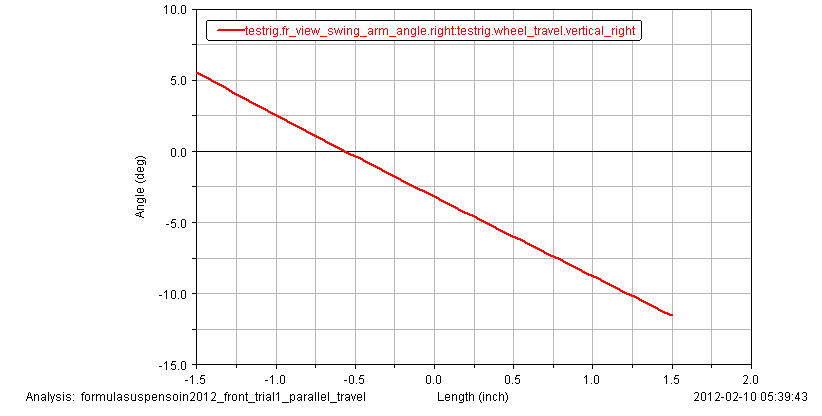 10.0
testrig.fr_view_swing_arm_angle.right:testrig.wheel_travel.vertical_right
5.0
0.0
Angle (deg)
-5.0
-10.0
-15.0
-1.5 -1.0 -0.5 0.0 0.5 1.0 1.5 2.0
Analysis: formulasuspensoin2012_front_trial1_parallel_travel Length (inch) 2012-02-10 05:39:43